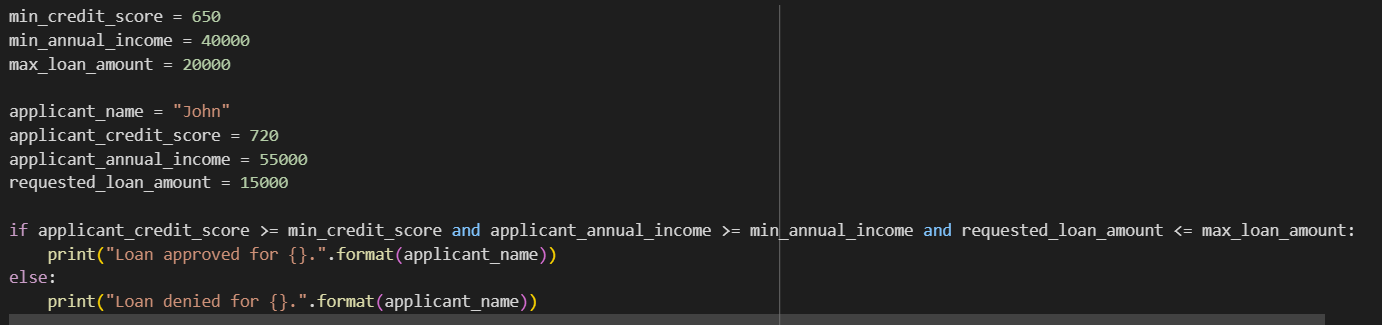 min_credit_score = 650
min_annual_income = 40000
max_loan_amount = 20000
applicant_name = "John"
applicant_credit_score = 720
applicant_annual_income = 55000
requested_loan_amount = 15000
if applicant_credit_score >= min_credit_score and applicant_annual_income >= min_annual_income and requested_loan_amount <= max_loan_amount:
    print("Loan approved for {}.".format(applicant_name))
else:
    print("Loan denied for {}.".format(applicant_name))